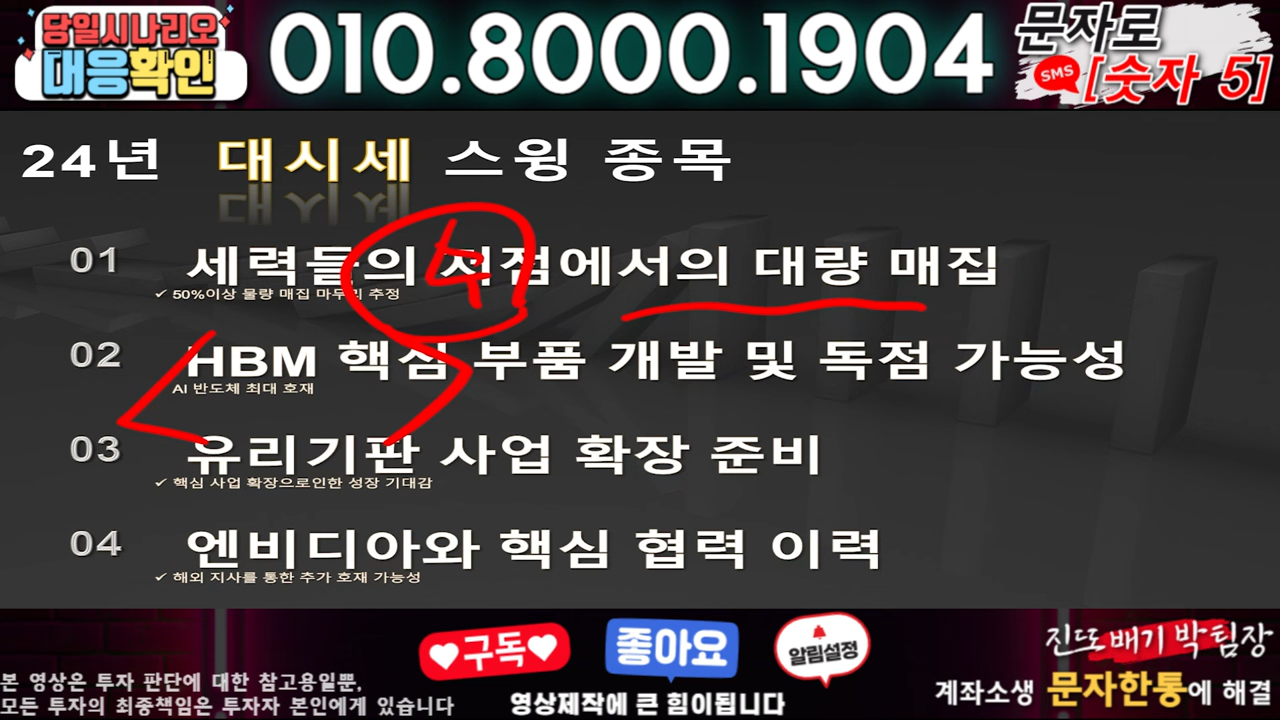 당일시나리오
대응확인
010.8000.1904
문자로
SMS [숫자 5]
24년 대시세 스윙 종목
01 세력들의 저점에서의 대량 매집
✓ 50%이상 물량 매집 마무리 추정
02 HBM 핵심 부품 개발 및 독점 가능성
AI 반도체 최대 호재
03 유리기판 사업 확장 준비
✓ 핵심 사업 확장으로인한 성장 기대감
04 엔비디아와 핵심 협력 이력
✓ 해외 지사를 통한 추가 호재 가능성
구독
좋아요
알림설정
영상제작에 큰 힘이됩니다
본 영상은 투자 판단에 대한 참고용일뿐,
모든 투자의 최종책임은 투자자 본인에게 있습니다
진또배기 박팀장
계좌소생 문자한통에 해결